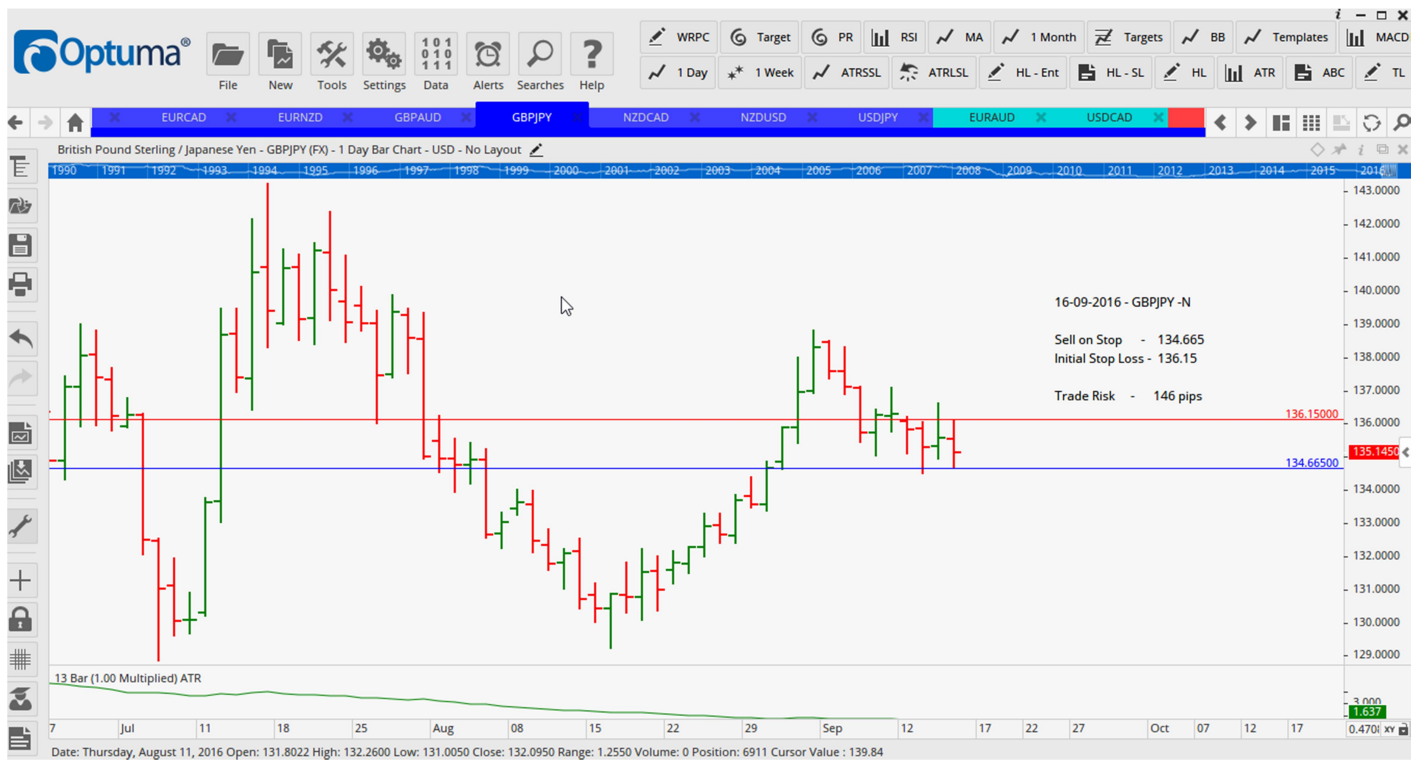 i
Optuma®
WRPC Target PR RSI MA 1 Month Targets BB Templates MACD
1 Day 1 Week ATRSSL ATRLSL HL - Ent HL - SL HL ATR ABC TL
101
010
111
File New Tools Settings Data Alerts Searches Help
EURCAD EURNZD GBPAUD GBPJPY NZDCAD NZDUSD USDJPY EURAUD USDCAD
British Pound Sterling / Japanese Yen - GBPJPY (FX) - 1 Day Bar Chart - USD - No Layout
1990 1991 1992 1993 1994 1995 1996 1997 1998 1999 2000 2001 2002 2003 2004 2005 2006 2007 2008 2009 2010 2011 2012 2013 2014 2015 2016
143.0000
142.0000
141.0000
140.0000
16-09-2016 - GBPJPY -N
139.0000
Sell on Stop - 134.665
Initial Stop Loss - 136.15
138.0000
137.0000
Trade Risk - 146 pips
136.15000
136.0000
135.1450
134.66500
134.0000
133.0000
132.0000
131.0000
130.0000
129.0000
13 Bar (1.00 Multiplied) ATR
3.000
1.637
7 Jul 11 18 25 Aug 08 15 22 29 Sep 12 17 22 27 Oct 07 12 17 XY
Date: Thursday, August 11, 2016 Open: 131.8022 High: 132.2600 Low: 131.0050 Close: 132.0950 Range: 1.2550 Volume: 0 Position: 6911 Cursor Value : 139.84